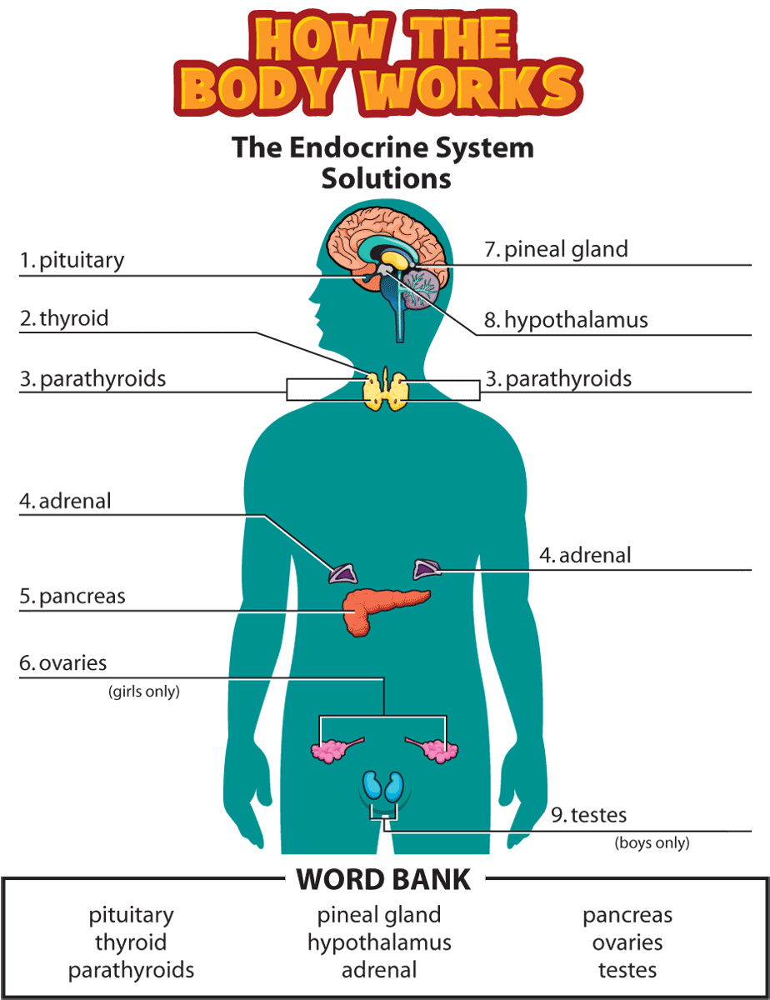 HOW THE
BODY WORKS
The Endocrine System
Solutions
1. pituitary
7. pineal gland
2. thyroid
8. hypothalamus
3. parathyroids
3. parathyroids
4. adrenal
4. adrenal
5. pancreas
6. ovaries
(girls only)
9. testes
(boys only)
WORD BANK
pituitary pineal gland pancreas
thyroid hypothalamus ovaries
parathyroids adrenal testes